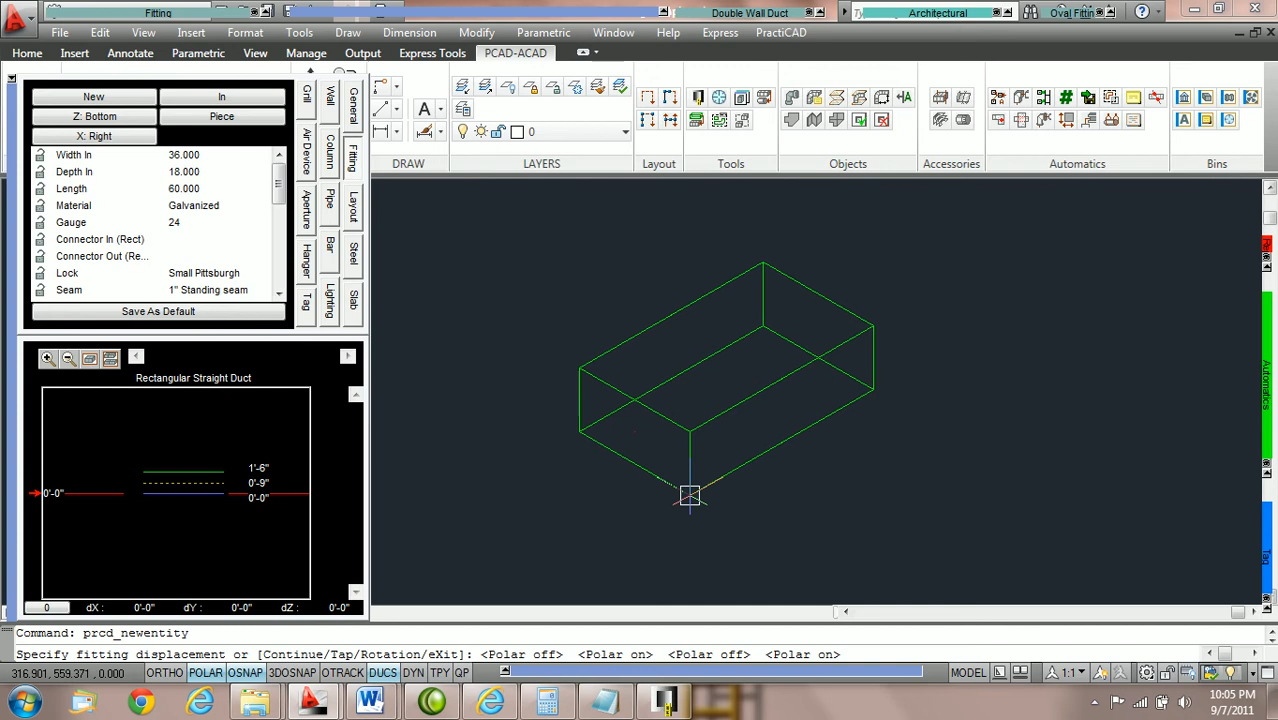 Fitting
Double Wall Duct
Architectural
Oval Fittin
File Edit View Insert Format Tools Draw Dimension Modify Parametric Window Help Express PractiCAD
Home Insert Annotate Parametric View Manage Output Express Tools PCAD-ACAD
New In
Z: Bottom Piece
X: Right
Width In 36.000
Depth In 18.000
Length 60.000
Material Galvanized
Gauge 24
Connector In (Rect)
Connector Out (Re...
Lock Small Pittsburgh
Seam 1" Standing seam
Save As Default
Grill
Air Device
Aperture
Hanger
Tag
Wall
Column
Pipe
Bar
Lighting
General
Fitting
Layout
Steel
Slab
A
0
DRAW LAYERS Layout Tools Objects Accessories Automatics Bins
Rectangular Straight Duct
1'-6"
0'-9"
0'-0"
0'-0"
0 dX : 0'-0" dY : 0'-0" dZ : 0'-0"
Automatics
Tag
Command: prcd_newentity
Specify fitting displacement or [Continue/Tap/Rotation/eXit]: <Polar off> <Polar on> <Polar off> <Polar on>
316.901, 559.371, 0.000 ORTHO POLAR OSNAP 3DOSNAP OTRACK DUCS DYN TPY QP MODEL 1:1
10:05 PM
9/7/2011